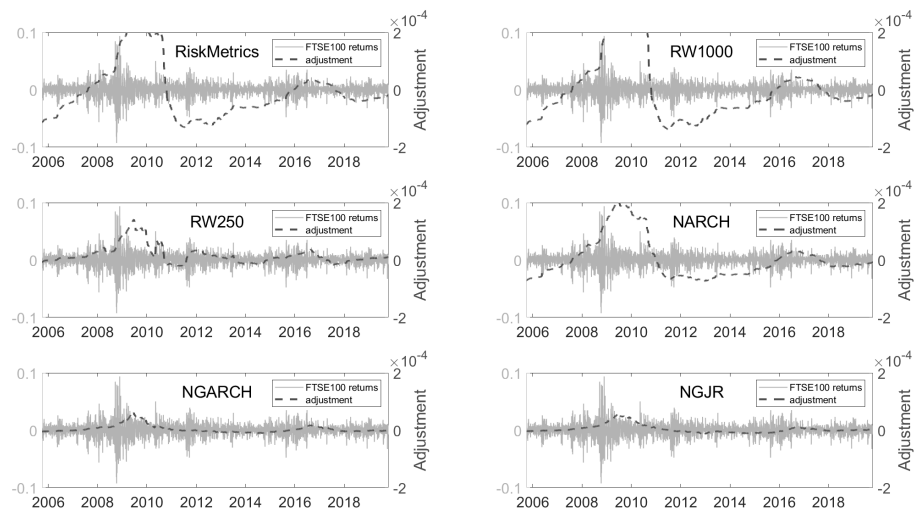 ×10⁻⁴
0.1
RiskMetrics
FTSE100 returns
adjustment
2
0
0
-0.1
-2
Adjustment
2006 2008 2010 2012 2014 2016 2018
×10⁻⁴
0.1
RW1000
FTSE100 returns
adjustment
2
0
0
-0.1
-2
Adjustment
2006 2008 2010 2012 2014 2016 2018
×10⁻⁴
0.1
RW250
FTSE100 returns
adjustment
2
0
0
-0.1
-2
Adjustment
2006 2008 2010 2012 2014 2016 2018
×10⁻⁴
0.1
NARCH
FTSE100 returns
adjustment
2
0
0
-0.1
-2
Adjustment
2006 2008 2010 2012 2014 2016 2018
×10⁻⁴
0.1
NGARCH
FTSE100 returns
adjustment
2
0
0
-0.1
-2
Adjustment
2006 2008 2010 2012 2014 2016 2018
×10⁻⁴
0.1
NGJR
FTSE100 returns
adjustment
2
0
0
-0.1
-2
Adjustment
2006 2008 2010 2012 2014 2016 2018